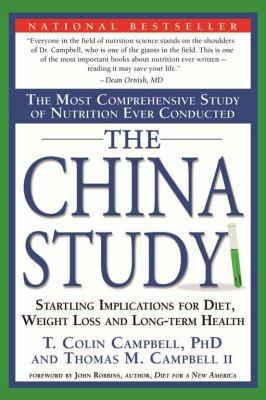 NATIONAL BESTSELLER
"Everyone in the field of nutrition science stands on the shoulders
of Dr. Campbell, who is one of the giants in the field. This is one
of the most important books about nutrition ever written –
reading it may save your life."
– Dean Ornish, MD
THE MOST COMPREHENSIVE STUDY
OF NUTRITION EVER CONDUCTED
THE
CHINA
STUDY
STARTLING IMPLICATIONS FOR DIET,
WEIGHT LOSS AND LONG-TERM HEALTH
T. COLIN CAMPBELL, PHD
AND THOMAS M. CAMPBELL II
FOREWORD BY JOHN ROBBINS, AUTHOR, DIET FOR A NEW AMERICA